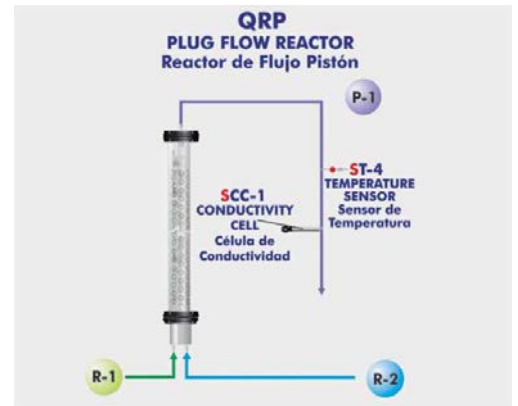 QRP
PLUG FLOW REACTOR
Reactor de Flujo Pistón
P-1
ST-4
TEMPERATURE
SENSOR
Sensor de
Temperatura
SCC-1
CONDUCTIVITY
CELL
Célula de
Conductividad
R-1
R-2